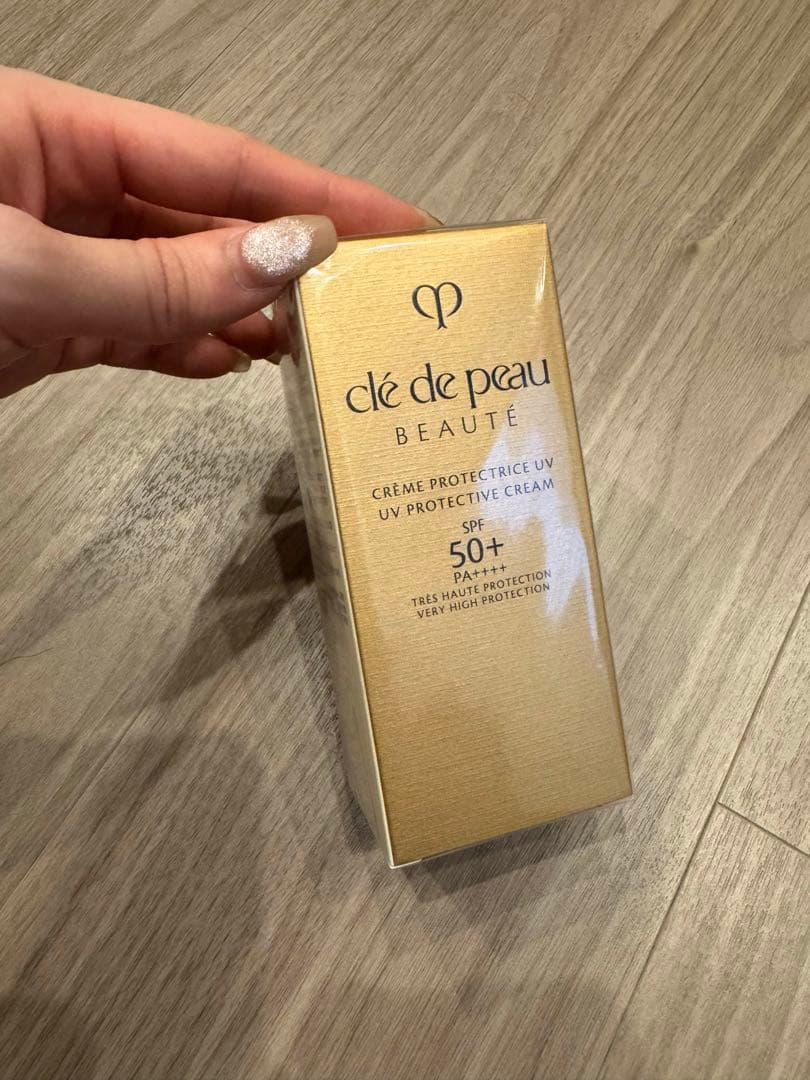 clé de peau
BEAUTÉ
CRÈME PROTECTRICE UV
UV PROTECTIVE CREAM
SPF
50+
PA++++
TRÈS HAUTE PROTECTION
VERY HIGH PROTECTION